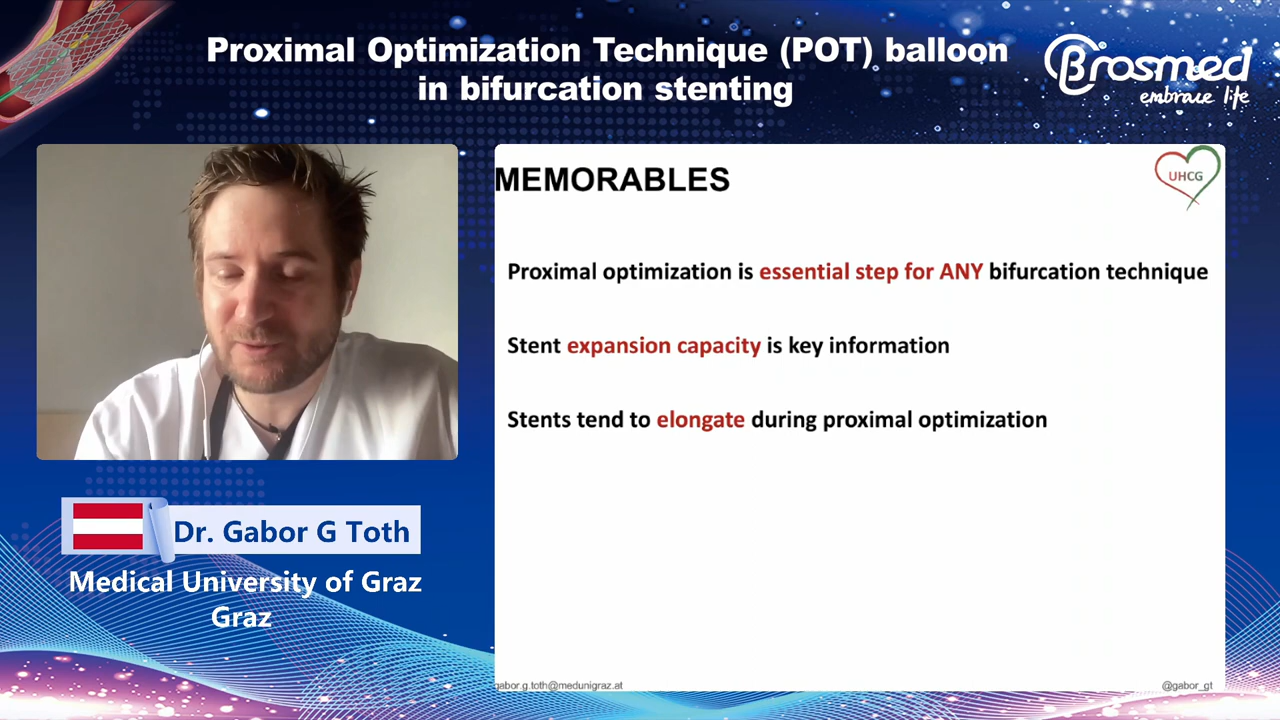 Proximal Optimization Technique (POT) balloon
in bifurcation stenting
Brosmed
embrace life
MEMORABLES
UHCG
Proximal optimization is essential step for ANY bifurcation technique
Stent expansion capacity is key information
Stents tend to elongate during proximal optimization
Dr. Gabor G Toth
Medical University of Graz
Graz
gabor.g.toth@medunigraz.at
@gabor_gt